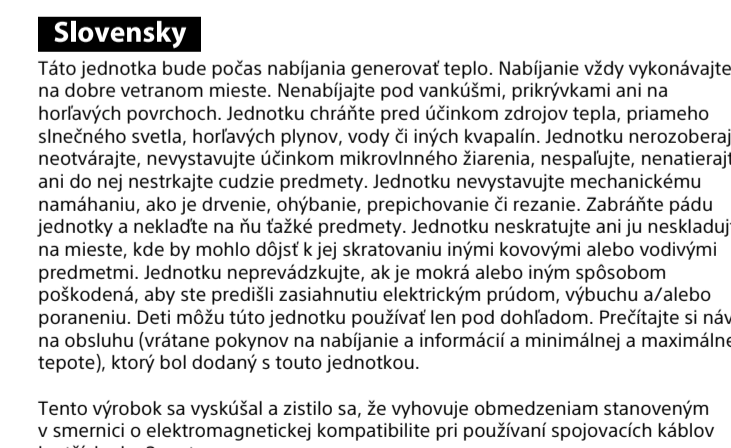 Slovensky
Táto jednotka bude počas nabíjania generovať teplo. Nabíjanie vždy vykonávajte
na dobre vetranom mieste. Nenabíjajte pod vankúšmi, prikrývkami ani na
horľavých povrchoch. Jednotku chráňte pred účinkom zdrojov tepla, priameho
slnečného svetla, horľavých plynov, vody či iných kvapalín. Jednotku nerozoberaj
neotvárajte, nevystavujte účinkom mikrovlnného žiarenia, nespaľujte, nenatierajt
ani do nej nestrkajte cudzie predmety. Jednotku nevystavujte mechanickému
namáhaniu, ako je drvenie, ohýbanie, prepichovanie či rezanie. Zabráňte pádu
jednotky a neklaďte na ňu ťažké predmety. Jednotku neskratujte ani ju neskladujt
na mieste, kde by mohlo dôjsť k jej skratovaniu inými kovovými alebo vodivými
predmetmi. Jednotku neprevádzkujte, ak je mokrá alebo iným spôsobom
poškodená, aby ste predišli zasiahnutiu elektrickým prúdom, výbuchu a/alebo
poraneniu. Deti môžu túto jednotku používať len pod dohľadom. Prečítajte si náv
na obsluhu (vrátane pokynov na nabíjanie a informácií a minimálnej a maximálne
tepote), ktorý bol dodaný s touto jednotkou.
Tento výrobok sa vyskúšal a zistilo sa, že vyhovuje obmedzeniam stanoveným
v smernici o elektromagnetickej kompatibilite pri používaní spojovacích káblov